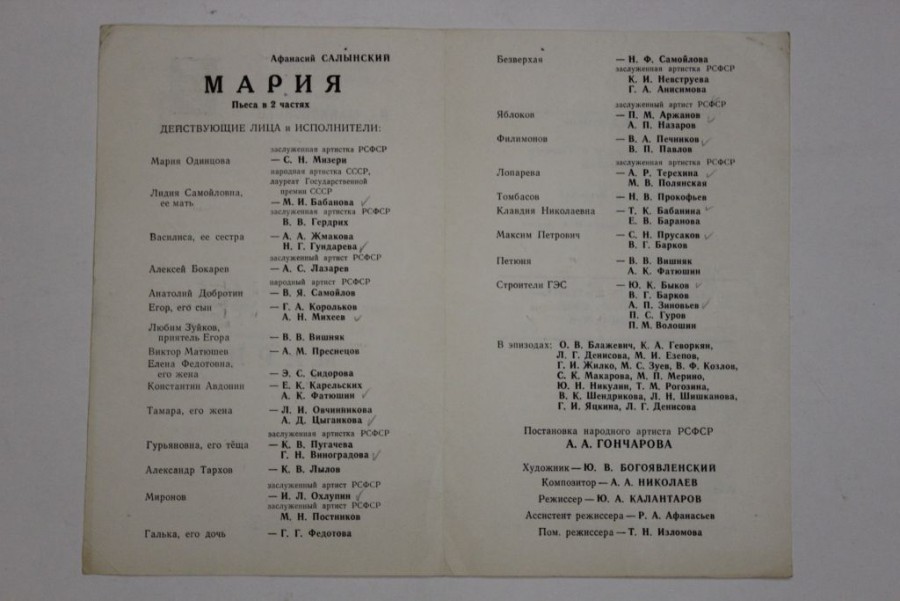 Афанасий САЛЫНСКИЙ
МАРИЯ
Пьеса в 2 частях
ДЕЙСТВУЮЩИЕ ЛИЦА и ИСПОЛНИТЕЛИ:
заслуженная артистка РСФСР
Мария Одинцова — С. Н. Мизери
народная артистка СССР,
лауреат Государственной
Лидия Самойловна, премии СССР
ее мать — М. И. Бабанова
заслуженная артистка РСФСР
В. В. Гердрих
Василиса, ее сестра — А. А. Жмакова
Н. Г. Гундарева
заслуженный артист РСФСР
Алексей Бокарев — А. С. Лазарев
народный артист РСФСР
Анатолий Добротин — В. Я. Самойлов
Егор, его сын — Г. А. Корольков
А. Н. Михеев
Любим Зуйков,
приятель Егора — В. В. Вишняк
Виктор Матюшев — А. М. Преснецов
Елена Федотовна,
его жена — Э. С. Сидорова
Константин Авдонин — Е. К. Карельских
А. К. Фатюшин
Тамара, его жена — Л. И. Овчинникова
А. Д. Цыганкова
заслуженная артистка РСФСР
Гурьяновна, его тёща — К. В. Пугачева
Г. Н. Виноградова
Александр Тархов — К. В. Лылов
заслуженный артист РСФСР
Миронов — И. Л. Охлупин
заслуженный артист РСФСР
М. Н. Постников
Галька, его дочь — Г. Г. Федотова
Безверхая — Н. Ф. Самойлова
заслуженная артистка РСФСР
К. И. Невструева
Г. А. Анисимова
заслуженный артист РСФСР
Яблоков — П. М. Аржанов
А. П. Назаров
Филимонов — В. А. Печников
В. П. Павлов
заслуженная артистка РСФСР
Лопарева — А. Р. Терехина
М. В. Полянская
Томбасов — Н. В. Прокофьев
Клавдия Николаевна — Т. К. Бабанина
Е. В. Баранова
Максим Петрович — С. Н. Прусаков
В. Г. Барков
Петюня — В. В. Вишняк
А. К. Фатюшин
Строители ГЭС — Ю. К. Быков
В. Г. Барков
А. П. Зиновьев
П. С. Гуров
П. М. Волошин
В эпизодах: О. В. Блажевич, К. А. Геворкян,
Л. Г. Денисова, М. И. Езепов,
Г. И. Жилко, М. С. Зуев, В. Ф. Козлов,
С. К. Макарова, М. П. Мерино,
Ю. Н. Никулин, Т. М. Рогозина,
В. К. Шендрякова, Л. Н. Шишканова,
Г. И. Яцкина, Л. Г. Денисова
Постановка народного артиста РСФСР
А. А. ГОНЧАРОВА
Художник — Ю. В. БОГОЯВЛЕНСКИЙ
Композитор — А. А. НИКОЛАЕВ
Режиссер — Ю. А. КАЛАНТАРОВ
Ассистент режиссера — Р. А. Афанасьев
Пом. режиссера — Т. Н. Изломова